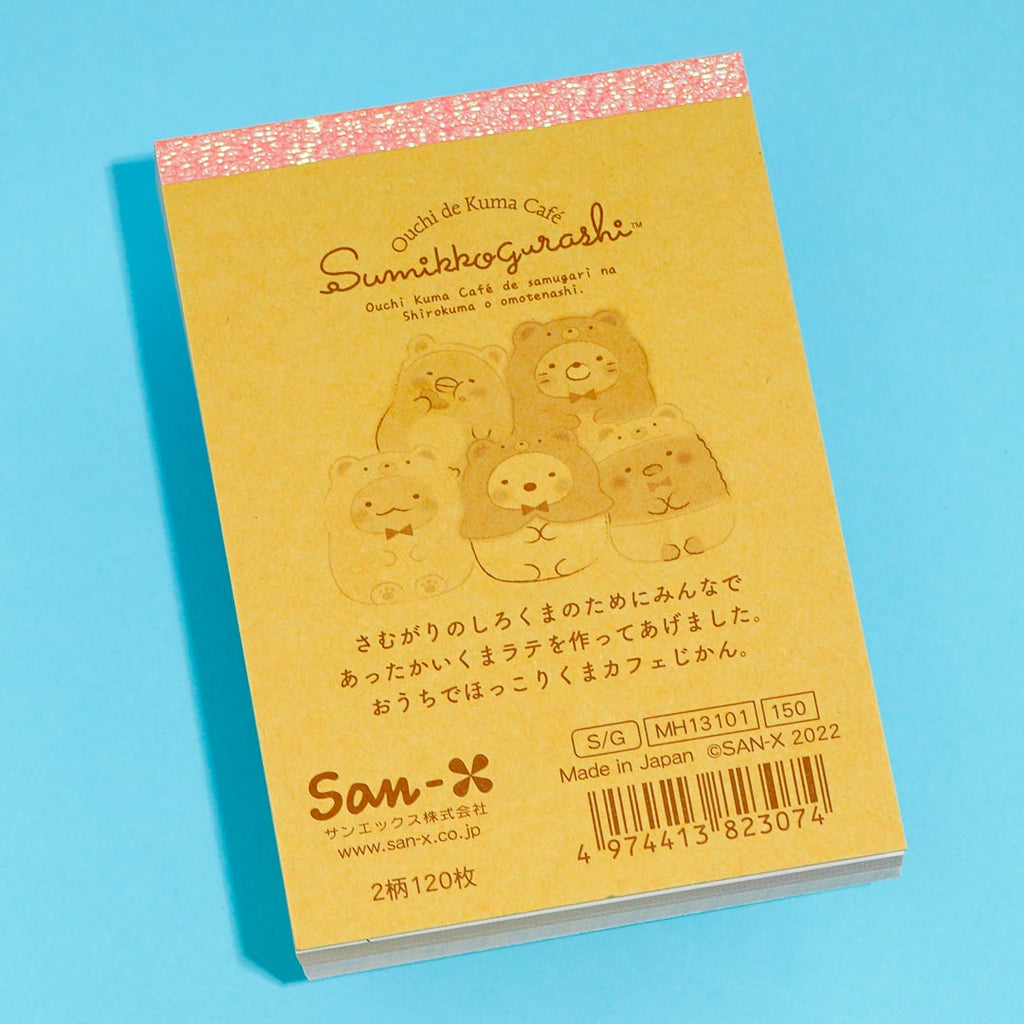 Ouchi de Kuma Café
Sumikkogurashi™
Ouchi Kuma Café de samugari na
Shirokuma o omotenashi.
さむがりのしろくまのためにみんなで
あったかいくまラテを作ってあげました。
おうちでほっこりくまカフェじかん。
S/G MH13101 150
Made in Japan ©SAN-X 2022
San-X
サンエックス株式会社
www.san-x.co.jp
4 974413 823074
2柄120枚